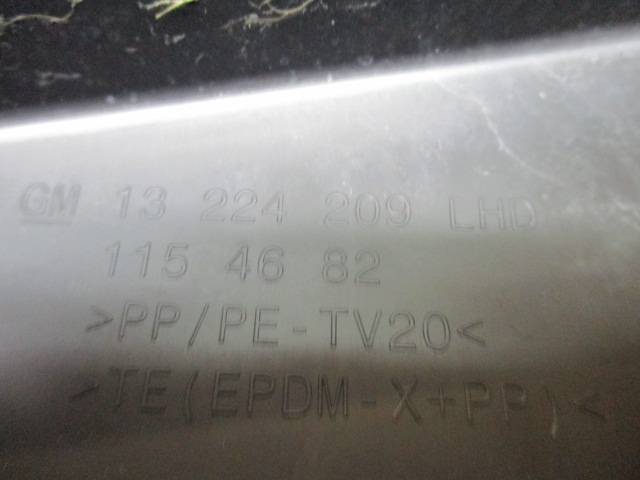 GM 13 224 209 LHD
115 46 82
>PP/PE-TV20<
>TE(EPDM-X+PP)<